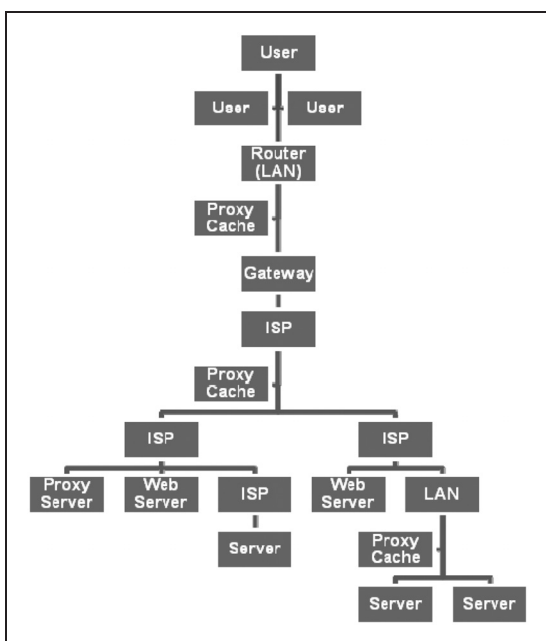 User
User
User
Router
(LAN)
Proxy
Cache
Gateway
ISP
Proxy
Cache
ISP
ISP
Proxy
Server
Web
Server
ISP
Web
Server
LAN
Server
Proxy
Cache
Server
Server